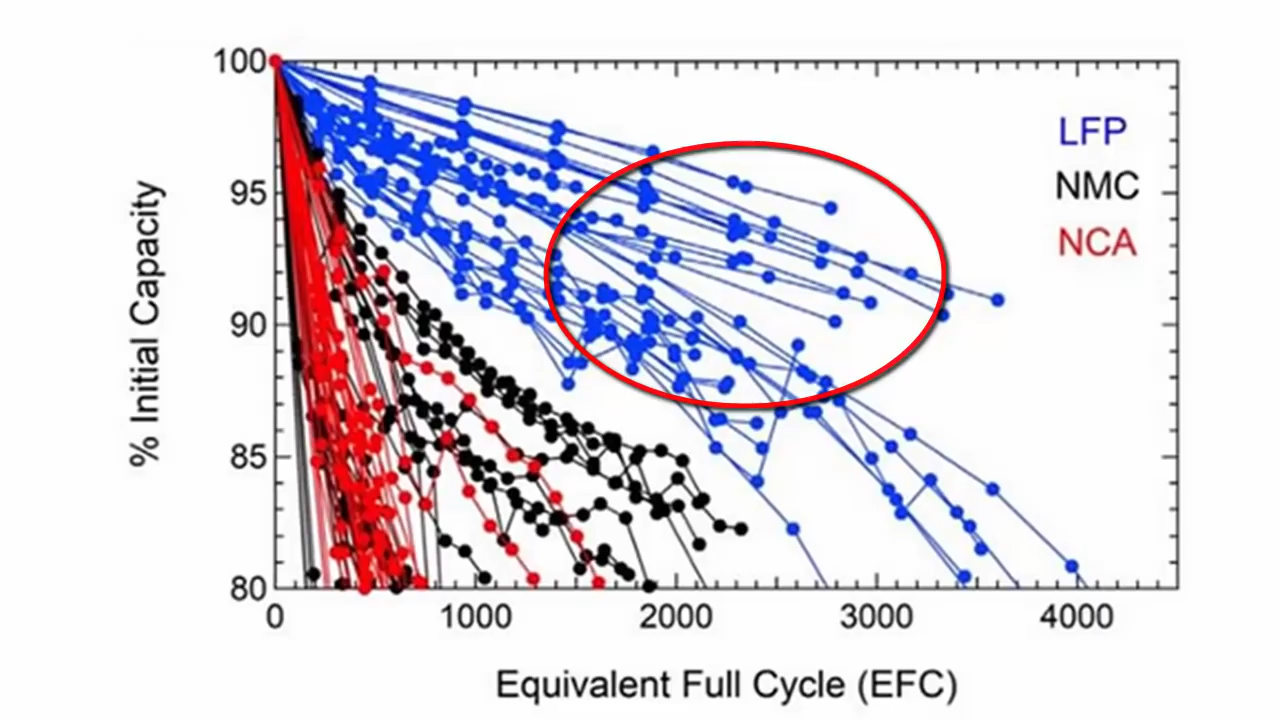 100
95
90
85
80
% Initial Capacity
LFP
NMC
NCA
0 1000 2000 3000 4000
Equivalent Full Cycle (EFC)